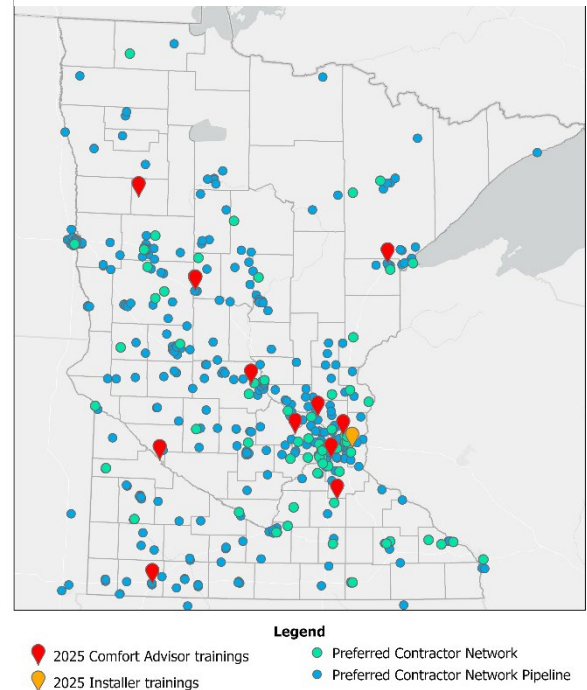 Legend
2025 Comfort Advisor trainings
Preferred Contractor Network
2025 Installer trainings
Preferred Contractor Network Pipeline